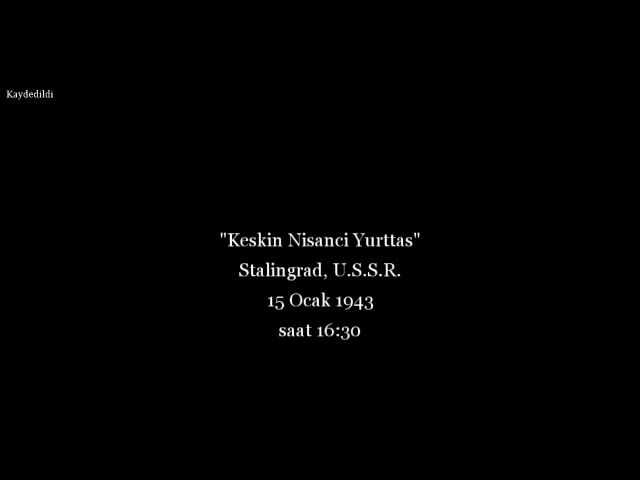 Kaydedildi
"Keskin Nisanci Yurttas"
Stalingrad, U.S.S.R.
15 Ocak 1943
saat 16:30